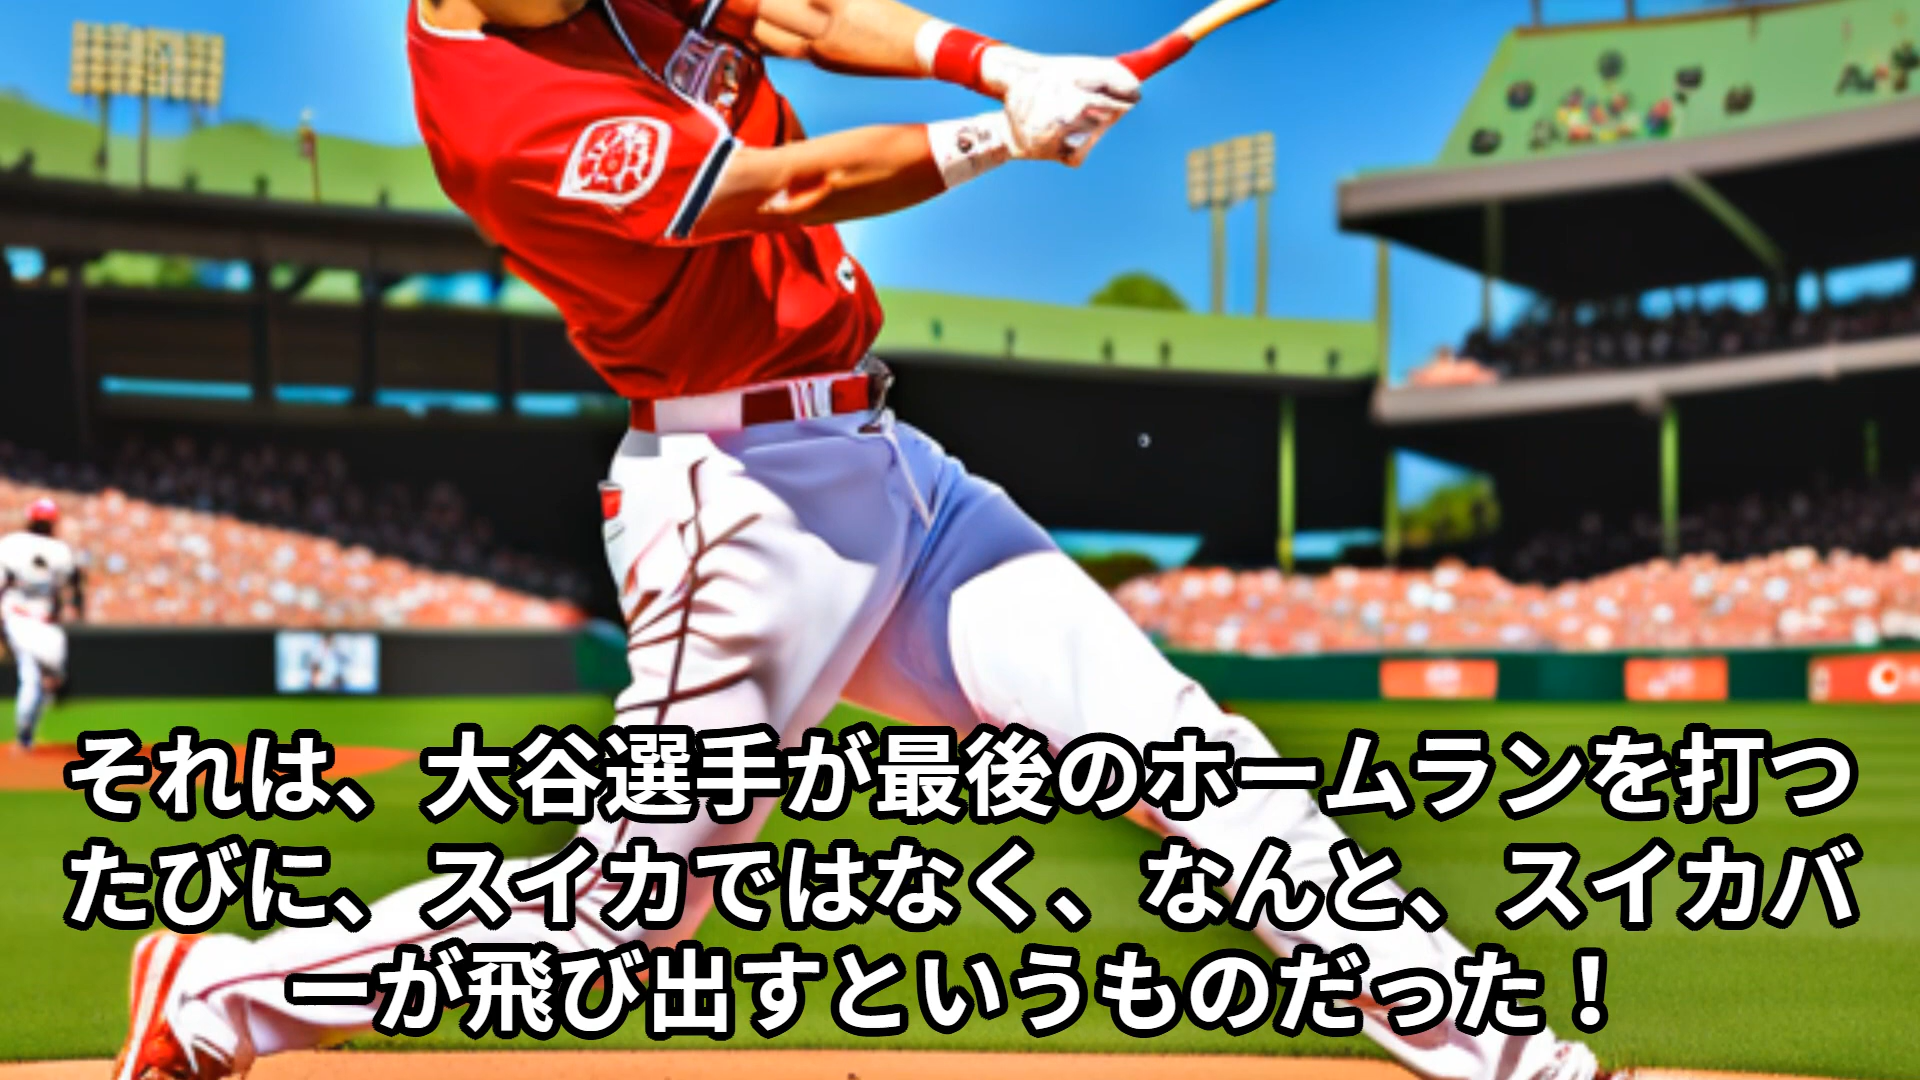 それは、大谷選手が最後のホームランを打つ
たびに、スイカではなく、なんと、スイカバ
ーが飛び出すというものだった！